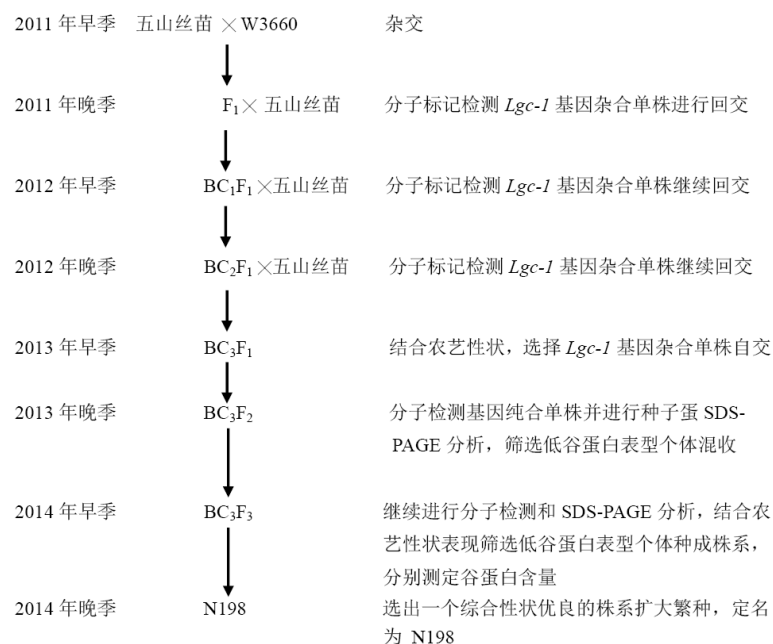 2011 年早季 五山丝苗 × W3660 杂交
2011 年晚季 F₁× 五山丝苗 分子标记检测 Lgc-1 基因杂合单株进行回交
2012 年早季 BC₁F₁×五山丝苗 分子标记检测 Lgc-1 基因杂合单株继续回交
2012 年晚季 BC₂F₁×五山丝苗 分子标记检测 Lgc-1 基因杂合单株继续回交
2013 年早季 BC₃F₁ 结合农艺性状，选择 Lgc-1 基因杂合单株自交
2013 年晚季 BC₃F₂ 分子检测基因纯合单株并进行种子蛋 SDS-
PAGE 分析，筛选低谷蛋白表型个体混收
2014 年早季 BC₃F₃ 继续进行分子检测和 SDS-PAGE 分析，结合农
艺性状表现筛选低谷蛋白表型个体种成株系，
分别测定谷蛋白含量
2014 年晚季 N198 选出一个综合性状优良的株系扩大繁种，定名
为 N198